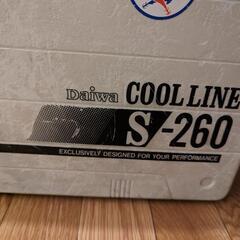 Daiwa COOL LINE
S-260
EXCLUSIVELY DESIGNED FOR YOUR PERFORMANCE